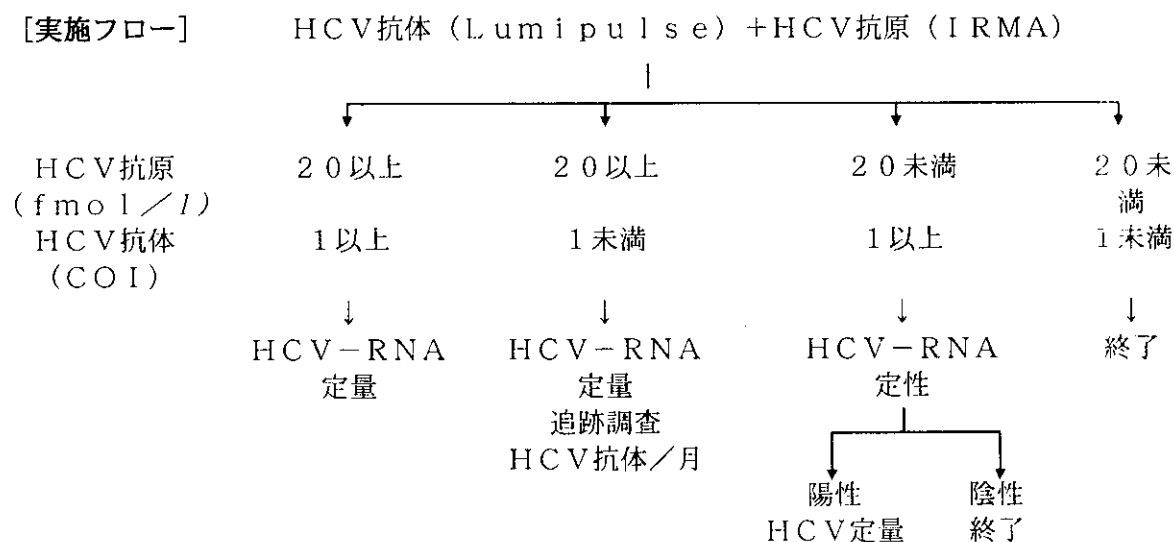 [実施フロー] HCV抗体(Lumipulse)+HCV抗原(IRMA)
HCV抗原 20以上 20以上 20未満 20未
(fmol/l) 満
HCV抗体 1以上 1未満 1以上 1未満
(COI)
↓ ↓ ↓ ↓
HCV-RNA HCV-RNA HCV-RNA 終了
定量 定量 定性
追跡調査
HCV抗体/月
陽性 陰性
HCV定量 終了